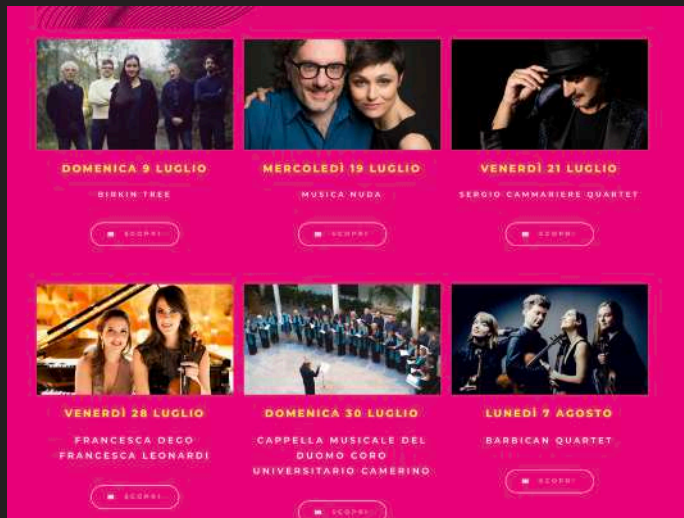 DOMENICA 9 LUGLIO
BIRKIN TREE
SCOPRI
MERCOLEDÌ 19 LUGLIO
MUSICA NUDA
SCOPRI
VENERDÌ 21 LUGLIO
SERGIO CAMMARIERE QUARTET
SCOPRI
VENERDÌ 28 LUGLIO
FRANCESCA DEGO
FRANCESCA LEONARDI
SCOPRI
DOMENICA 30 LUGLIO
CAPPELLA MUSICALE DEL
DUOMO CORO
UNIVERSITARIO CAMERINO
SCOPRI
LUNEDÌ 7 AGOSTO
BARBICAN QUARTET
SCOPRI